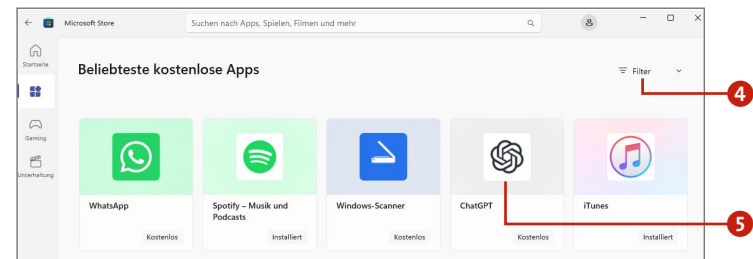 Microsoft Store
Suchen nach Apps, Spielen, Filmen und mehr
Startseite
Gaming
Unterhaltung
Beliebteste kostenlose Apps
Filter
4
WhatsApp
Kostenlos
Spotify – Musik und
Podcasts
Installiert
Windows-Scanner
Kostenlos
ChatGPT
Kostenlos
iTunes
Installiert
5